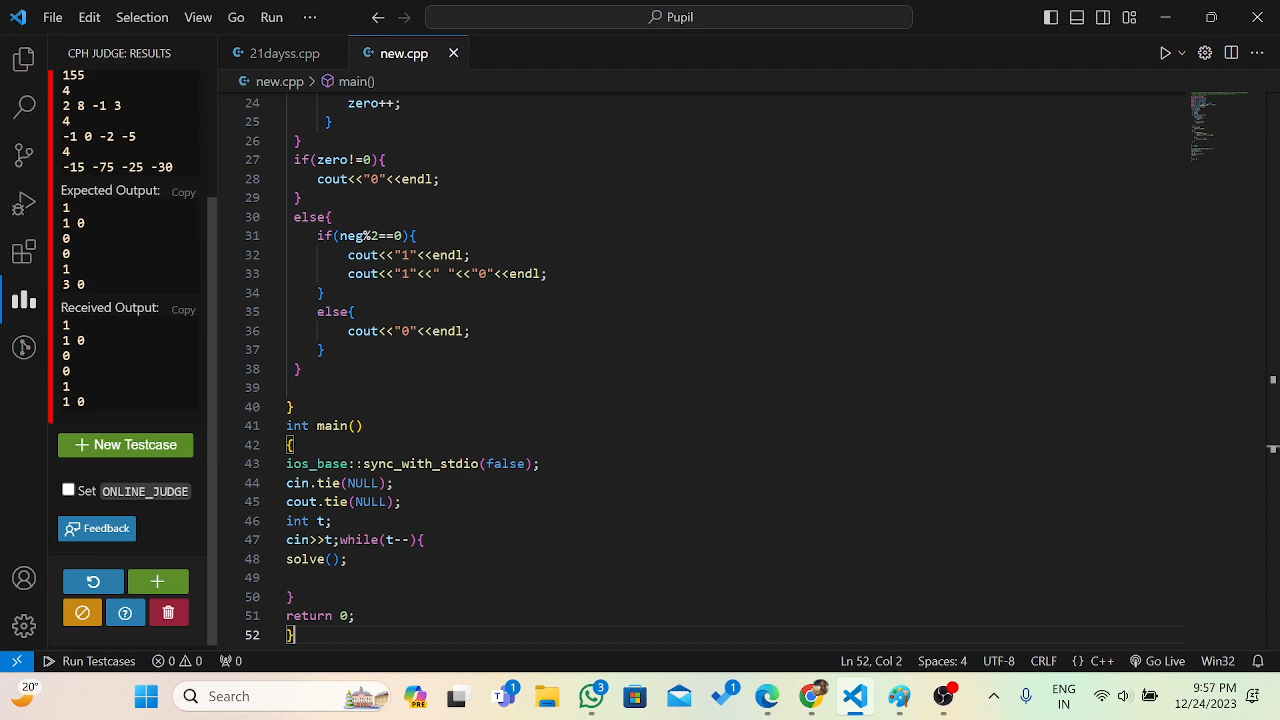 File Edit Selection View Go Run ··· Pupil
CPH JUDGE: RESULTS
155
4
2 8 -1 3
4
-1 0 -2 -5
4
-15 -75 -25 -30
Expected Output: Copy
1
1 0
0
0
1
3 0
Received Output: Copy
1
1 0
0
0
1
1 0
+ New Testcase
Set ONLINE_JUDGE
Feedback
21dayss.cpp new.cpp
new.cpp > main()
24 zero++;
25 }
26 }
27 if(zero!=0){
28 cout<<"0"<<endl;
29 }
30 else{
31 if(neg%2==0){
32 cout<<"1"<<endl;
33 cout<<"1"<<" "<<"0"<<endl;
34 }
35 else{
36 cout<<"0"<<endl;
37 }
38 }
39
40 }
41 int main()
42 {
43 ios_base::sync_with_stdio(false);
44 cin.tie(NULL);
45 cout.tie(NULL);
46 int t;
47 cin>>t;while(t--){
48 solve();
49
50 }
51 return 0;
52 }
Run Testcases 0 0 0 Ln 52, Col 2 Spaces: 4 UTF-8 CRLF {} C++ Go Live Win32
20° Search PRE 1 3 1 ENG IN 9:57 PM 12/24/2023